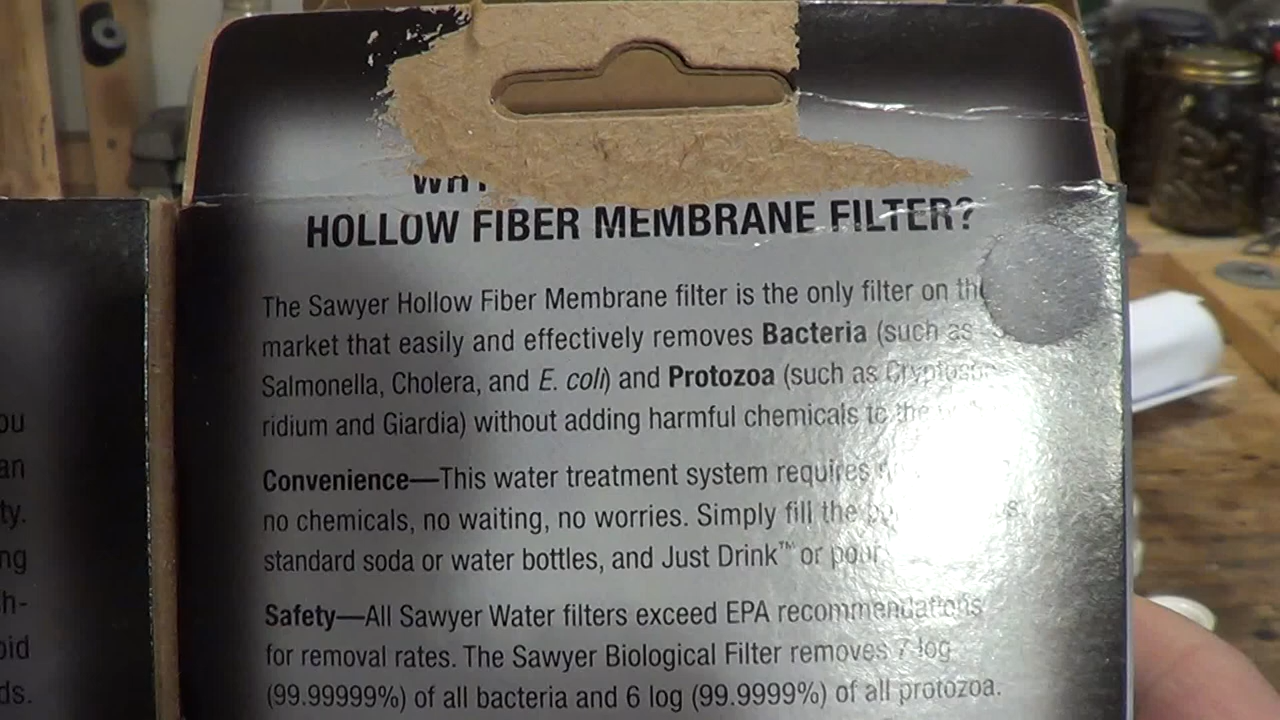 HOLLOW FIBER MEMBRANE FILTER?
The Sawyer Hollow Fiber Membrane filter is the only filter on the
market that easily and effectively removes Bacteria (such as
Salmonella, Cholera, and E. coli) and Protozoa (such as Cryptospo-
ridium and Giardia) without adding harmful chemicals to the
Convenience—This water treatment system requires
no chemicals, no waiting, no worries. Simply fill the
standard soda or water bottles, and Just Drink™ or pour
Safety—All Sawyer Water filters exceed EPA recommendations
for removal rates. The Sawyer Biological Filter removes 7 log
(99.99999%) of all bacteria and 6 log (99.9999%) of all protozoa.